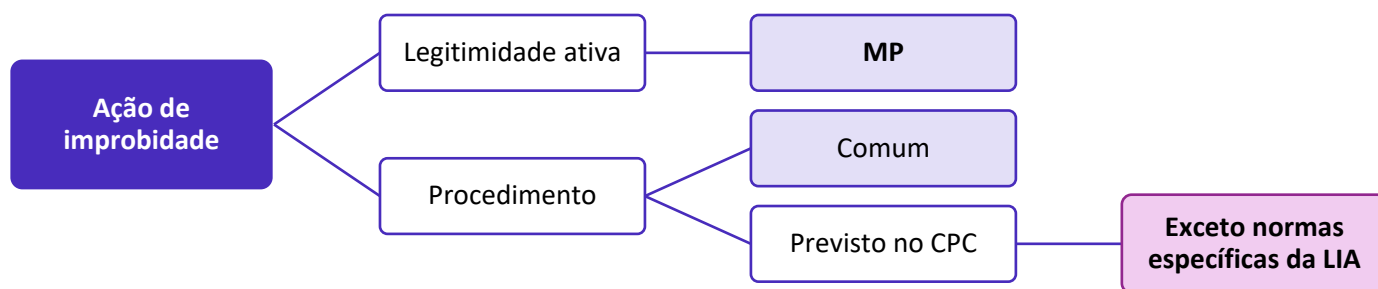 Ação de
improbidade
Legitimidade ativa
MP
Procedimento
Comum
Previsto no CPC
Exceto normas
específicas da LIA